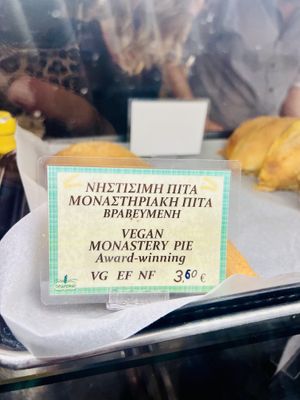 ΝΗΣΤΙΣΙΜΗ ΠΙΤΑ
ΜΟΝΑΣΤΗΡΙΑΚΗ ΠΙΤΑ
ΒΡΑΒΕΥΜΕΝΗ
VEGAN
MONASTERY PIE
Award-winning
VG EF NF 3,60 €